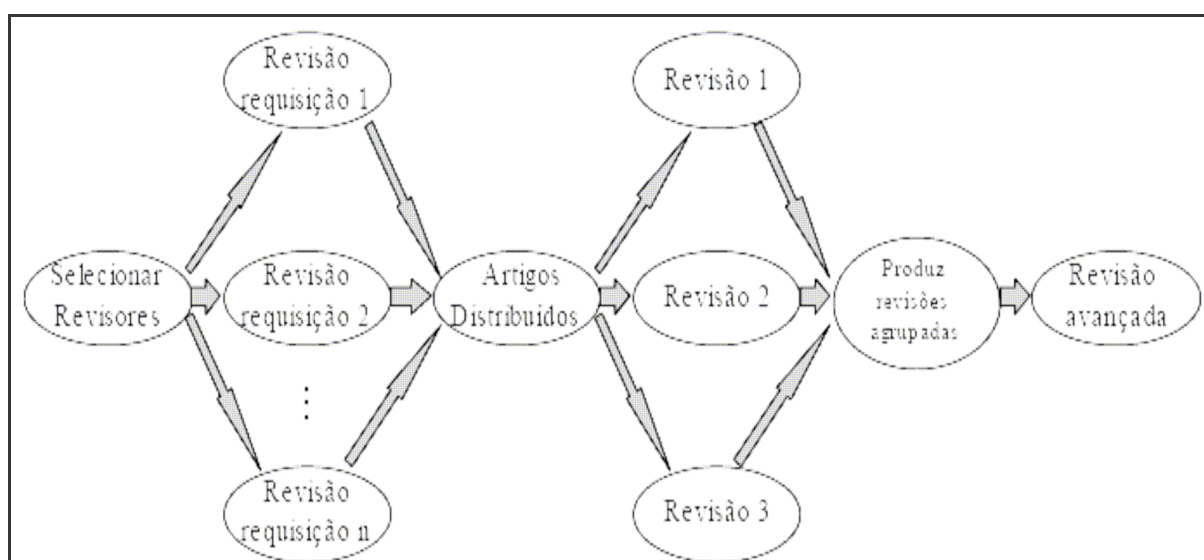 Revisão
requisição 1
Revisão 1
Selecionar
Revisores
Revisão
requisição 2
Artigos
Distribuidos
Revisão 2
Produz
revisões
agrupadas
Revisão
avançada
⋮
Revisão
requisição n
Revisão 3